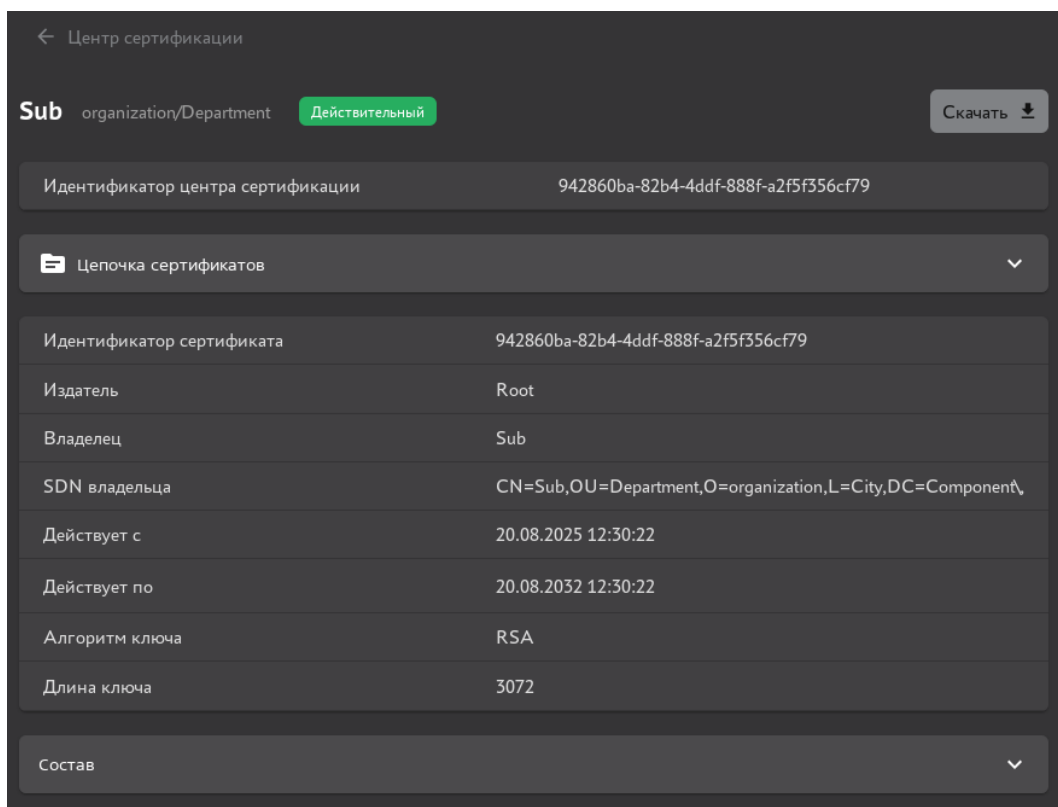 Центр сертификации
Sub organization/Department Действительный Скачать
Идентификатор центра сертификации 942860ba-82b4-4ddf-888f-a2f5f356cf79
Цепочка сертификатов
Идентификатор сертификата 942860ba-82b4-4ddf-888f-a2f5f356cf79
Издатель Root
Владелец Sub
SDN владельца CN=Sub,OU=Department,O=organization,L=City,DC=Component\,
Действует с 20.08.2025 12:30:22
Действует по 20.08.2032 12:30:22
Алгоритм ключа RSA
Длина ключа 3072
Состав